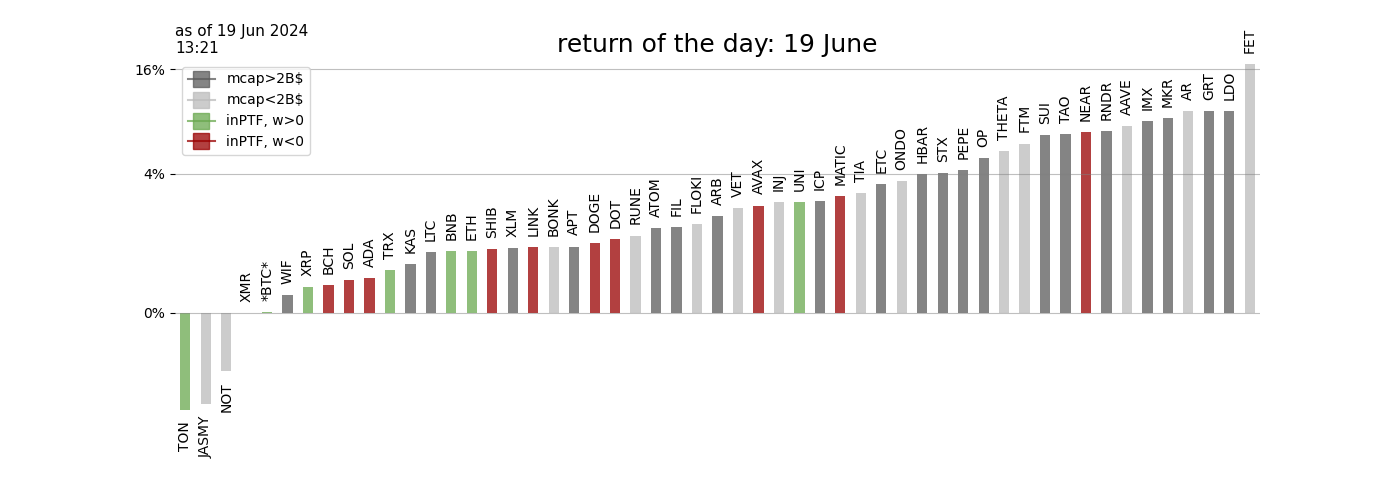 as of 19 Jun 2024
13:21
return of the day: 19 June
16%
4%
0%
mcap>2B$
mcap<2B$
inPTF, w>0
inPTF, w<0
TON
JASMY
NOT
XMR
*BTC*
WIF
XRP
BCH
SOL
ADA
TRX
KAS
LTC
BNB
ETH
SHIB
XLM
LINK
BONK
APT
DOGE
DOT
RUNE
ATOM
FIL
FLOKI
ARB
VET
AVAX
INJ
UNI
ICP
MATIC
TIA
ETC
ONDO
HBAR
STX
PEPE
OP
THETA
FTM
SUI
TAO
NEAR
RNDR
AAVE
IMX
MKR
AR
GRT
LDO
FET